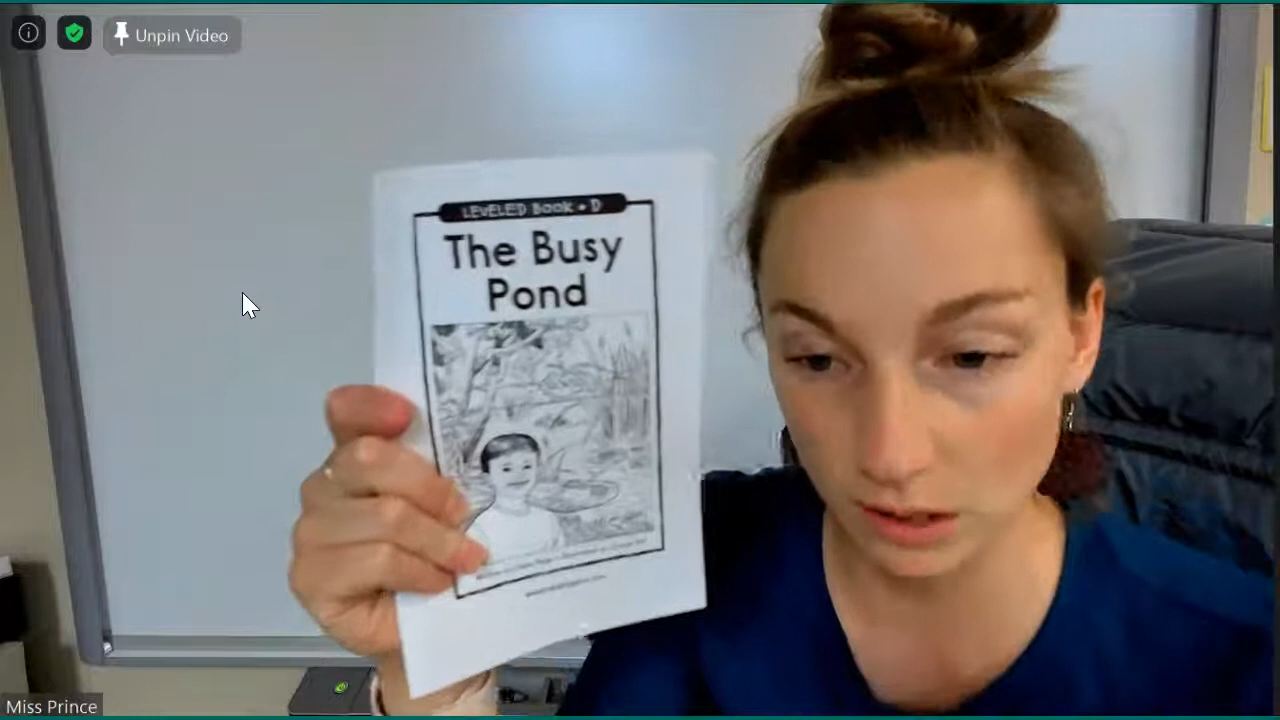 Unpin Video
LEVELED BOOK • D
The Busy
Pond
Miss Prince